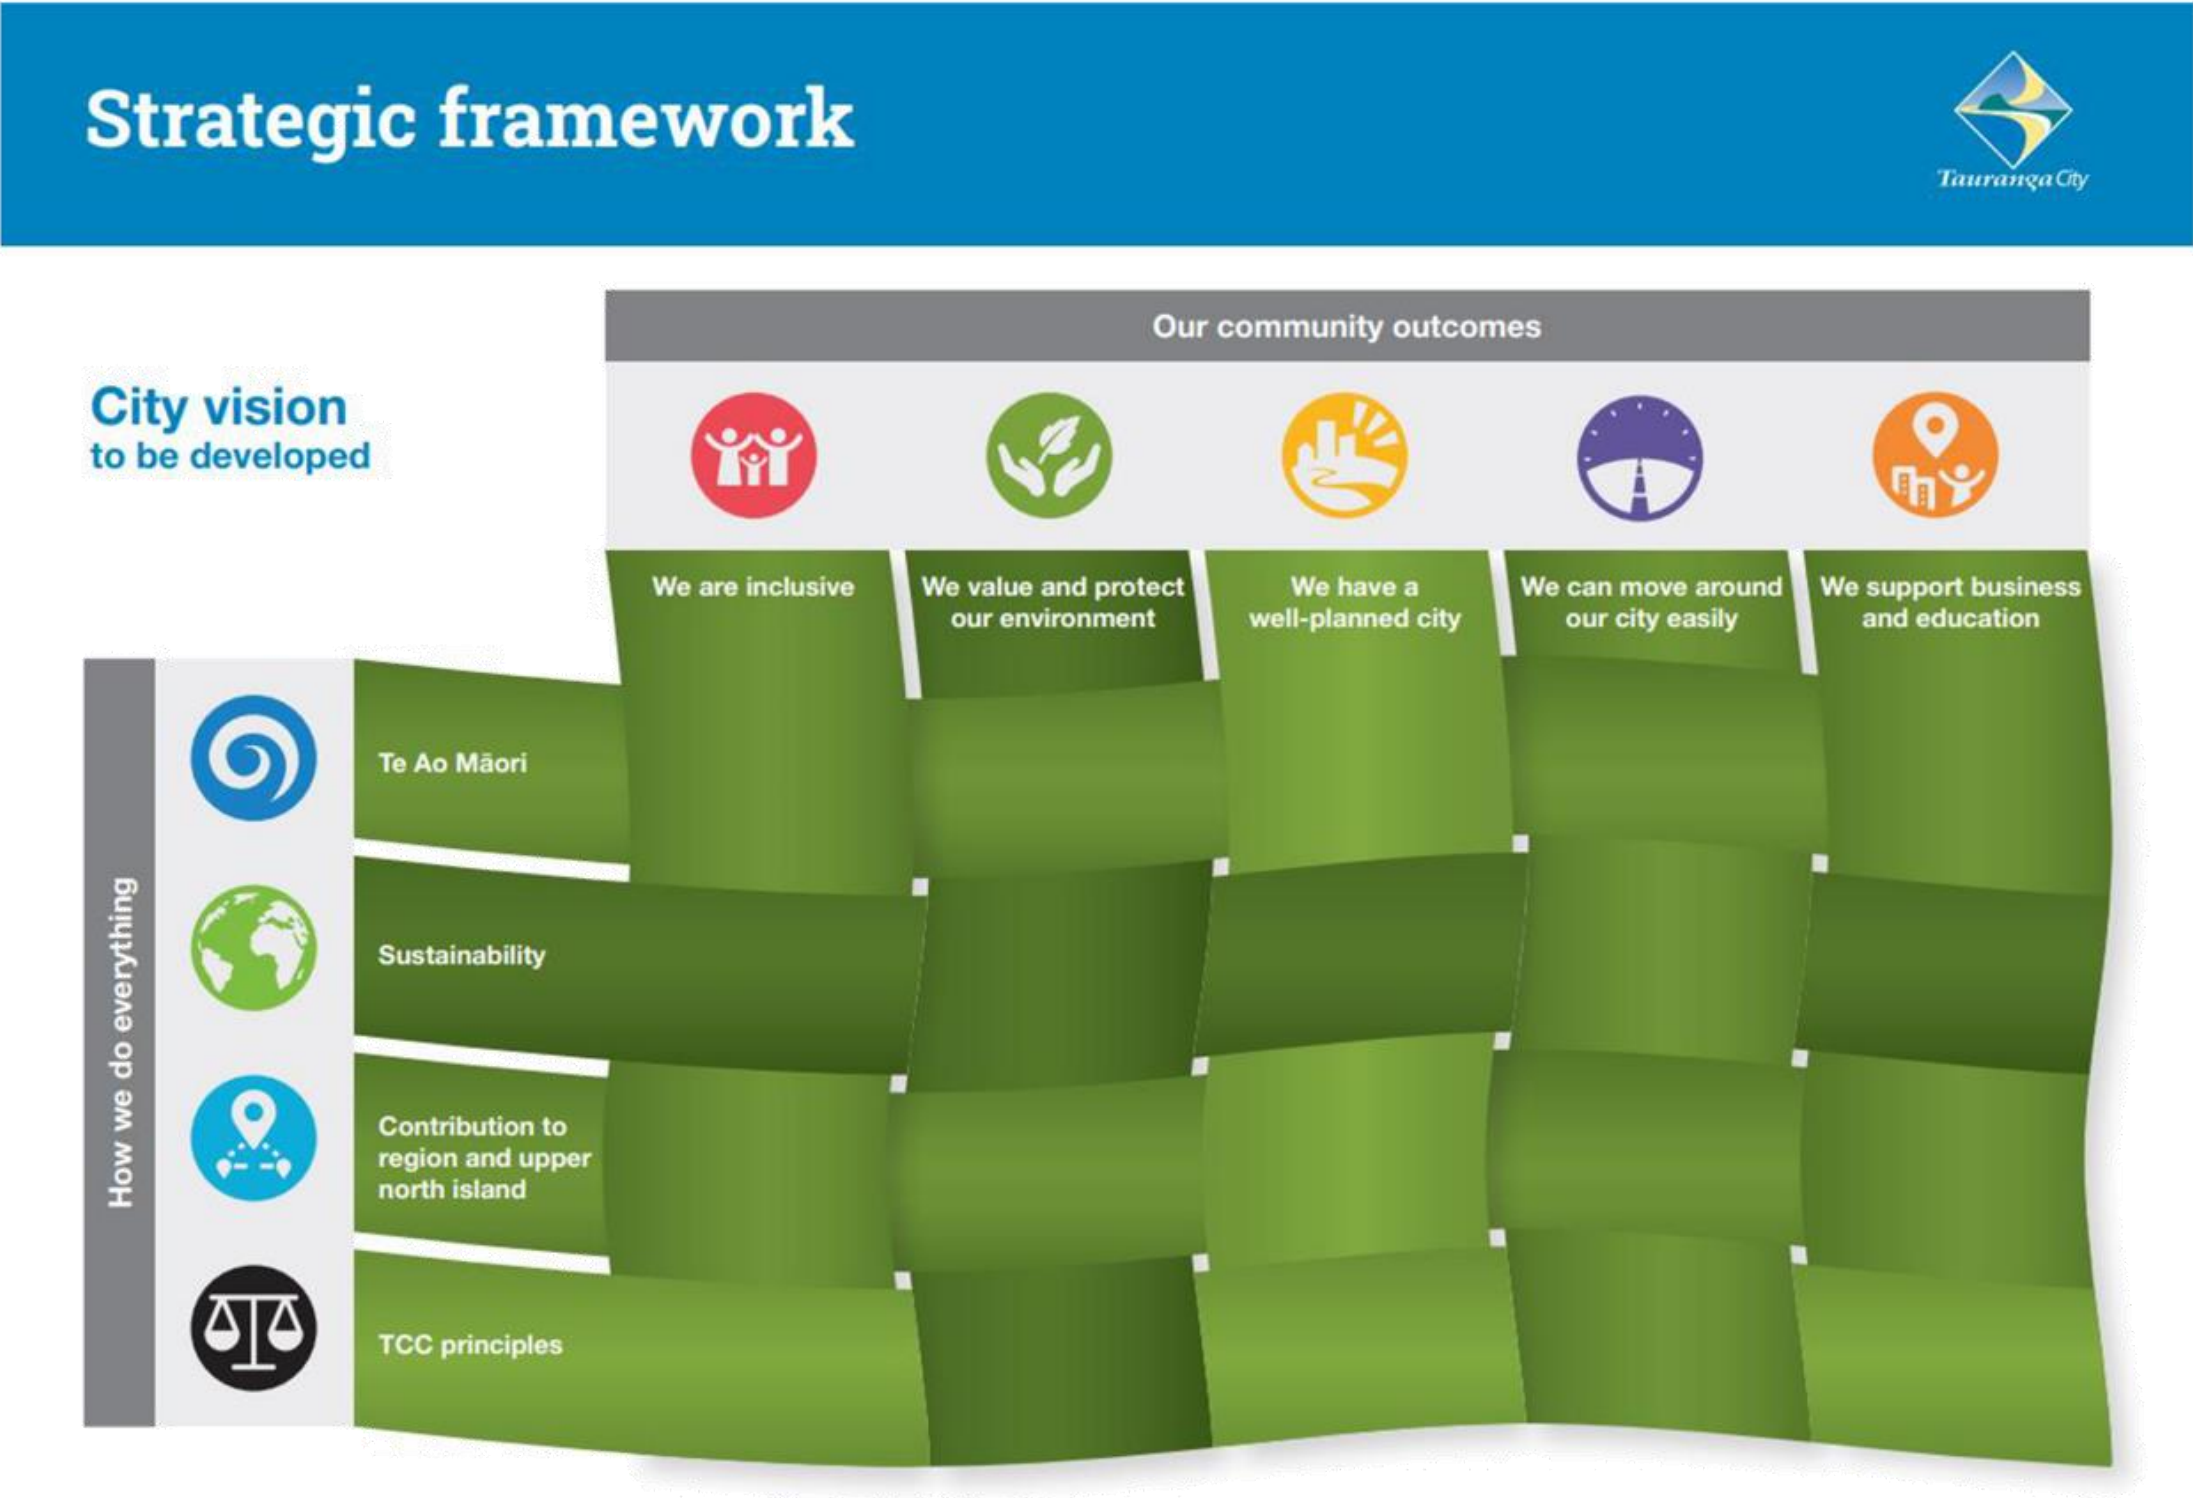 Strategic framework
Tauranga City
Our community outcomes
City vision
to be developed
We are inclusive
We value and protect
our environment
We have a
well-planned city
We can move around
our city easily
We support business
and education
How we do everything
Te Ao Māori
Sustainability
Contribution to
region and upper
north island
TCC principles